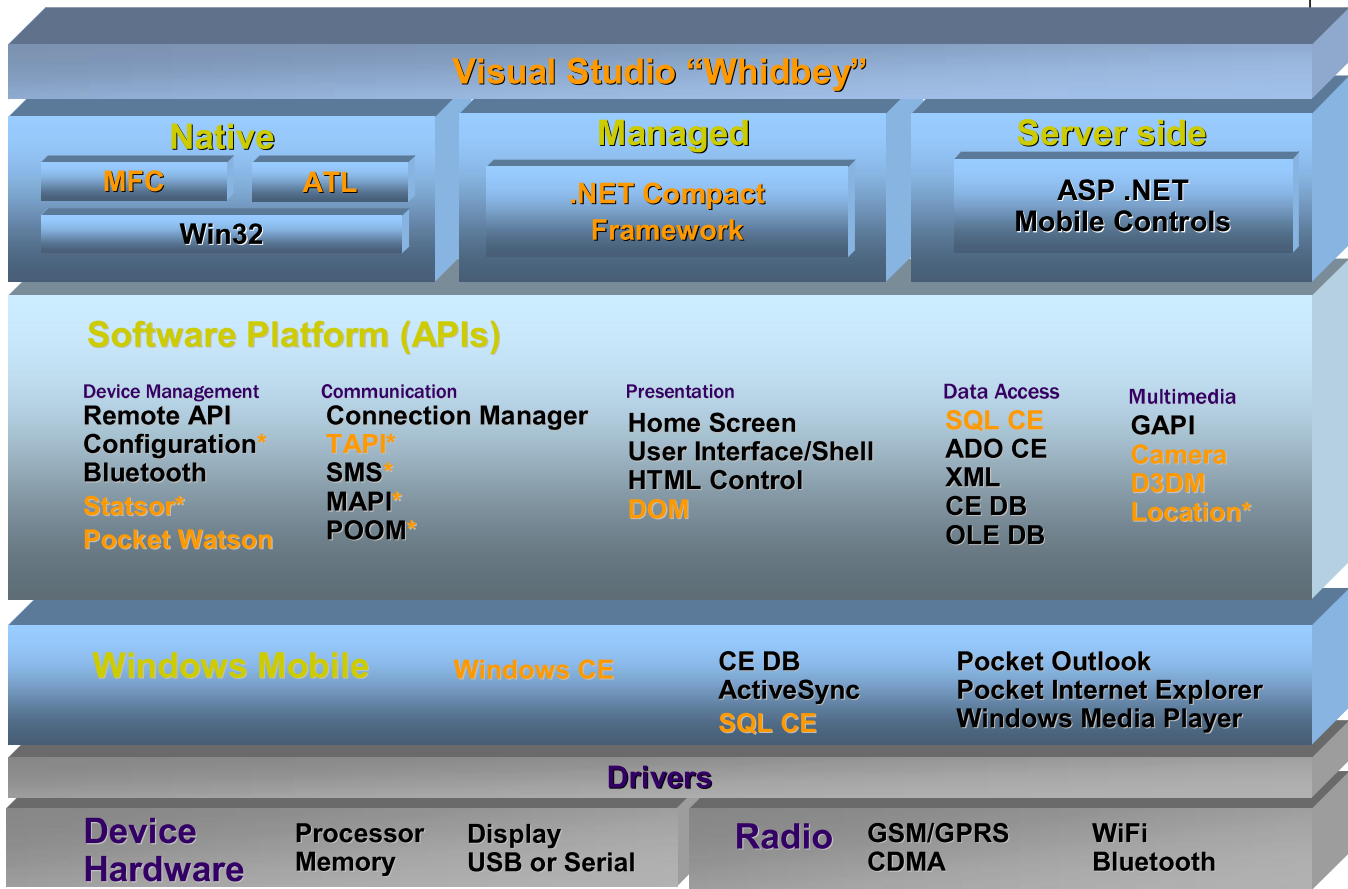 Visual Studio “Whidbey”
Native
MFC
ATL
Win32
Managed
.NET Compact
Framework
Server side
ASP .NET
Mobile Controls
Software Platform (APIs)
Device Management
Remote API
Configuration*
Bluetooth
Statsor*
Pocket Watson
Communication
Connection Manager
TAPI*
SMS*
MAPI*
POOM*
Presentation
Home Screen
User Interface/Shell
HTML Control
DOM
Data Access
SQL CE
ADO CE
XML
CE DB
OLE DB
Multimedia
GAPI
Camera
D3DM
Location*
Windows Mobile
Windows CE
CE DB
ActiveSync
SQL CE
Pocket Outlook
Pocket Internet Explorer
Windows Media Player
Drivers
Device
Hardware
Processor
Memory
Display
USB or Serial
Radio
GSM/GPRS
CDMA
WiFi
Bluetooth